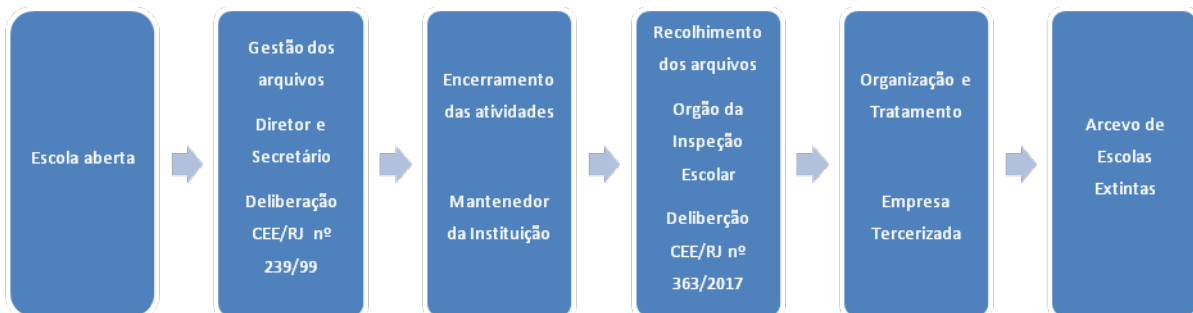 Escola aberta
Gestão dos
arquivos
Diretor e
Secretário
Deliberação
CEE/RJ nº
239/99
Encerramento
das atividades
Mantenedor
da Instituição
Recolhimento
dos arquivos
Orgão da
Inspeção
Escolar
Deliberção
CEE/RJ nº
363/2017
Organização e
Tratamento
Empresa
Tercerizada
Arcevo de
Escolas
Extintas